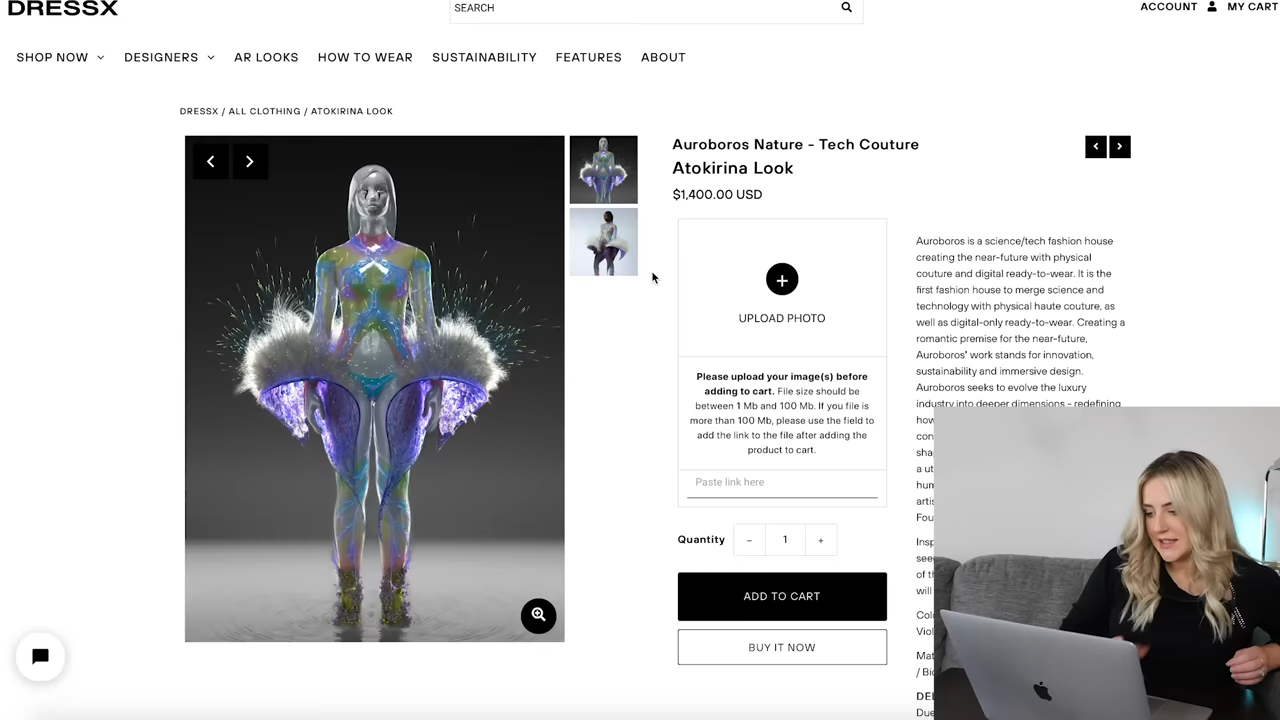 DRESSX
SEARCH
ACCOUNT
MY CART
SHOP NOW
DESIGNERS
AR LOOKS
HOW TO WEAR
SUSTAINABILITY
FEATURES
ABOUT
DRESSX / ALL CLOTHING / ATOKIRINA LOOK
Auroboros Nature - Tech Couture
Atokirina Look
$1,400.00 USD
+
UPLOAD PHOTO
Please upload your image(s) before
adding to cart. File size should be
between 1 Mb and 100 Mb. If you file is
more than 100 Mb, please use the field to
add the link to the file after adding the
product to cart.
Paste link here
Quantity
- 1 +
ADD TO CART
BUY IT NOW
Auroboros is a science/tech fashion house
creating the near-future with physical
couture and digital ready-to-wear. It is the
first fashion house to merge science and
technology with physical haute couture, as
well as digital-only ready-to-wear. Creating a
romantic premise for the near-future,
Auroboros' work stands for innovation,
sustainability and immersive design.
Auroboros seeks to evolve the luxury
industry into deeper dimensions - redefining
how
con
sha
a ut
hum
artis
Fou
Insp
see
of th
will
Colo
Viol
Mat
/ Bio
DEL
Due